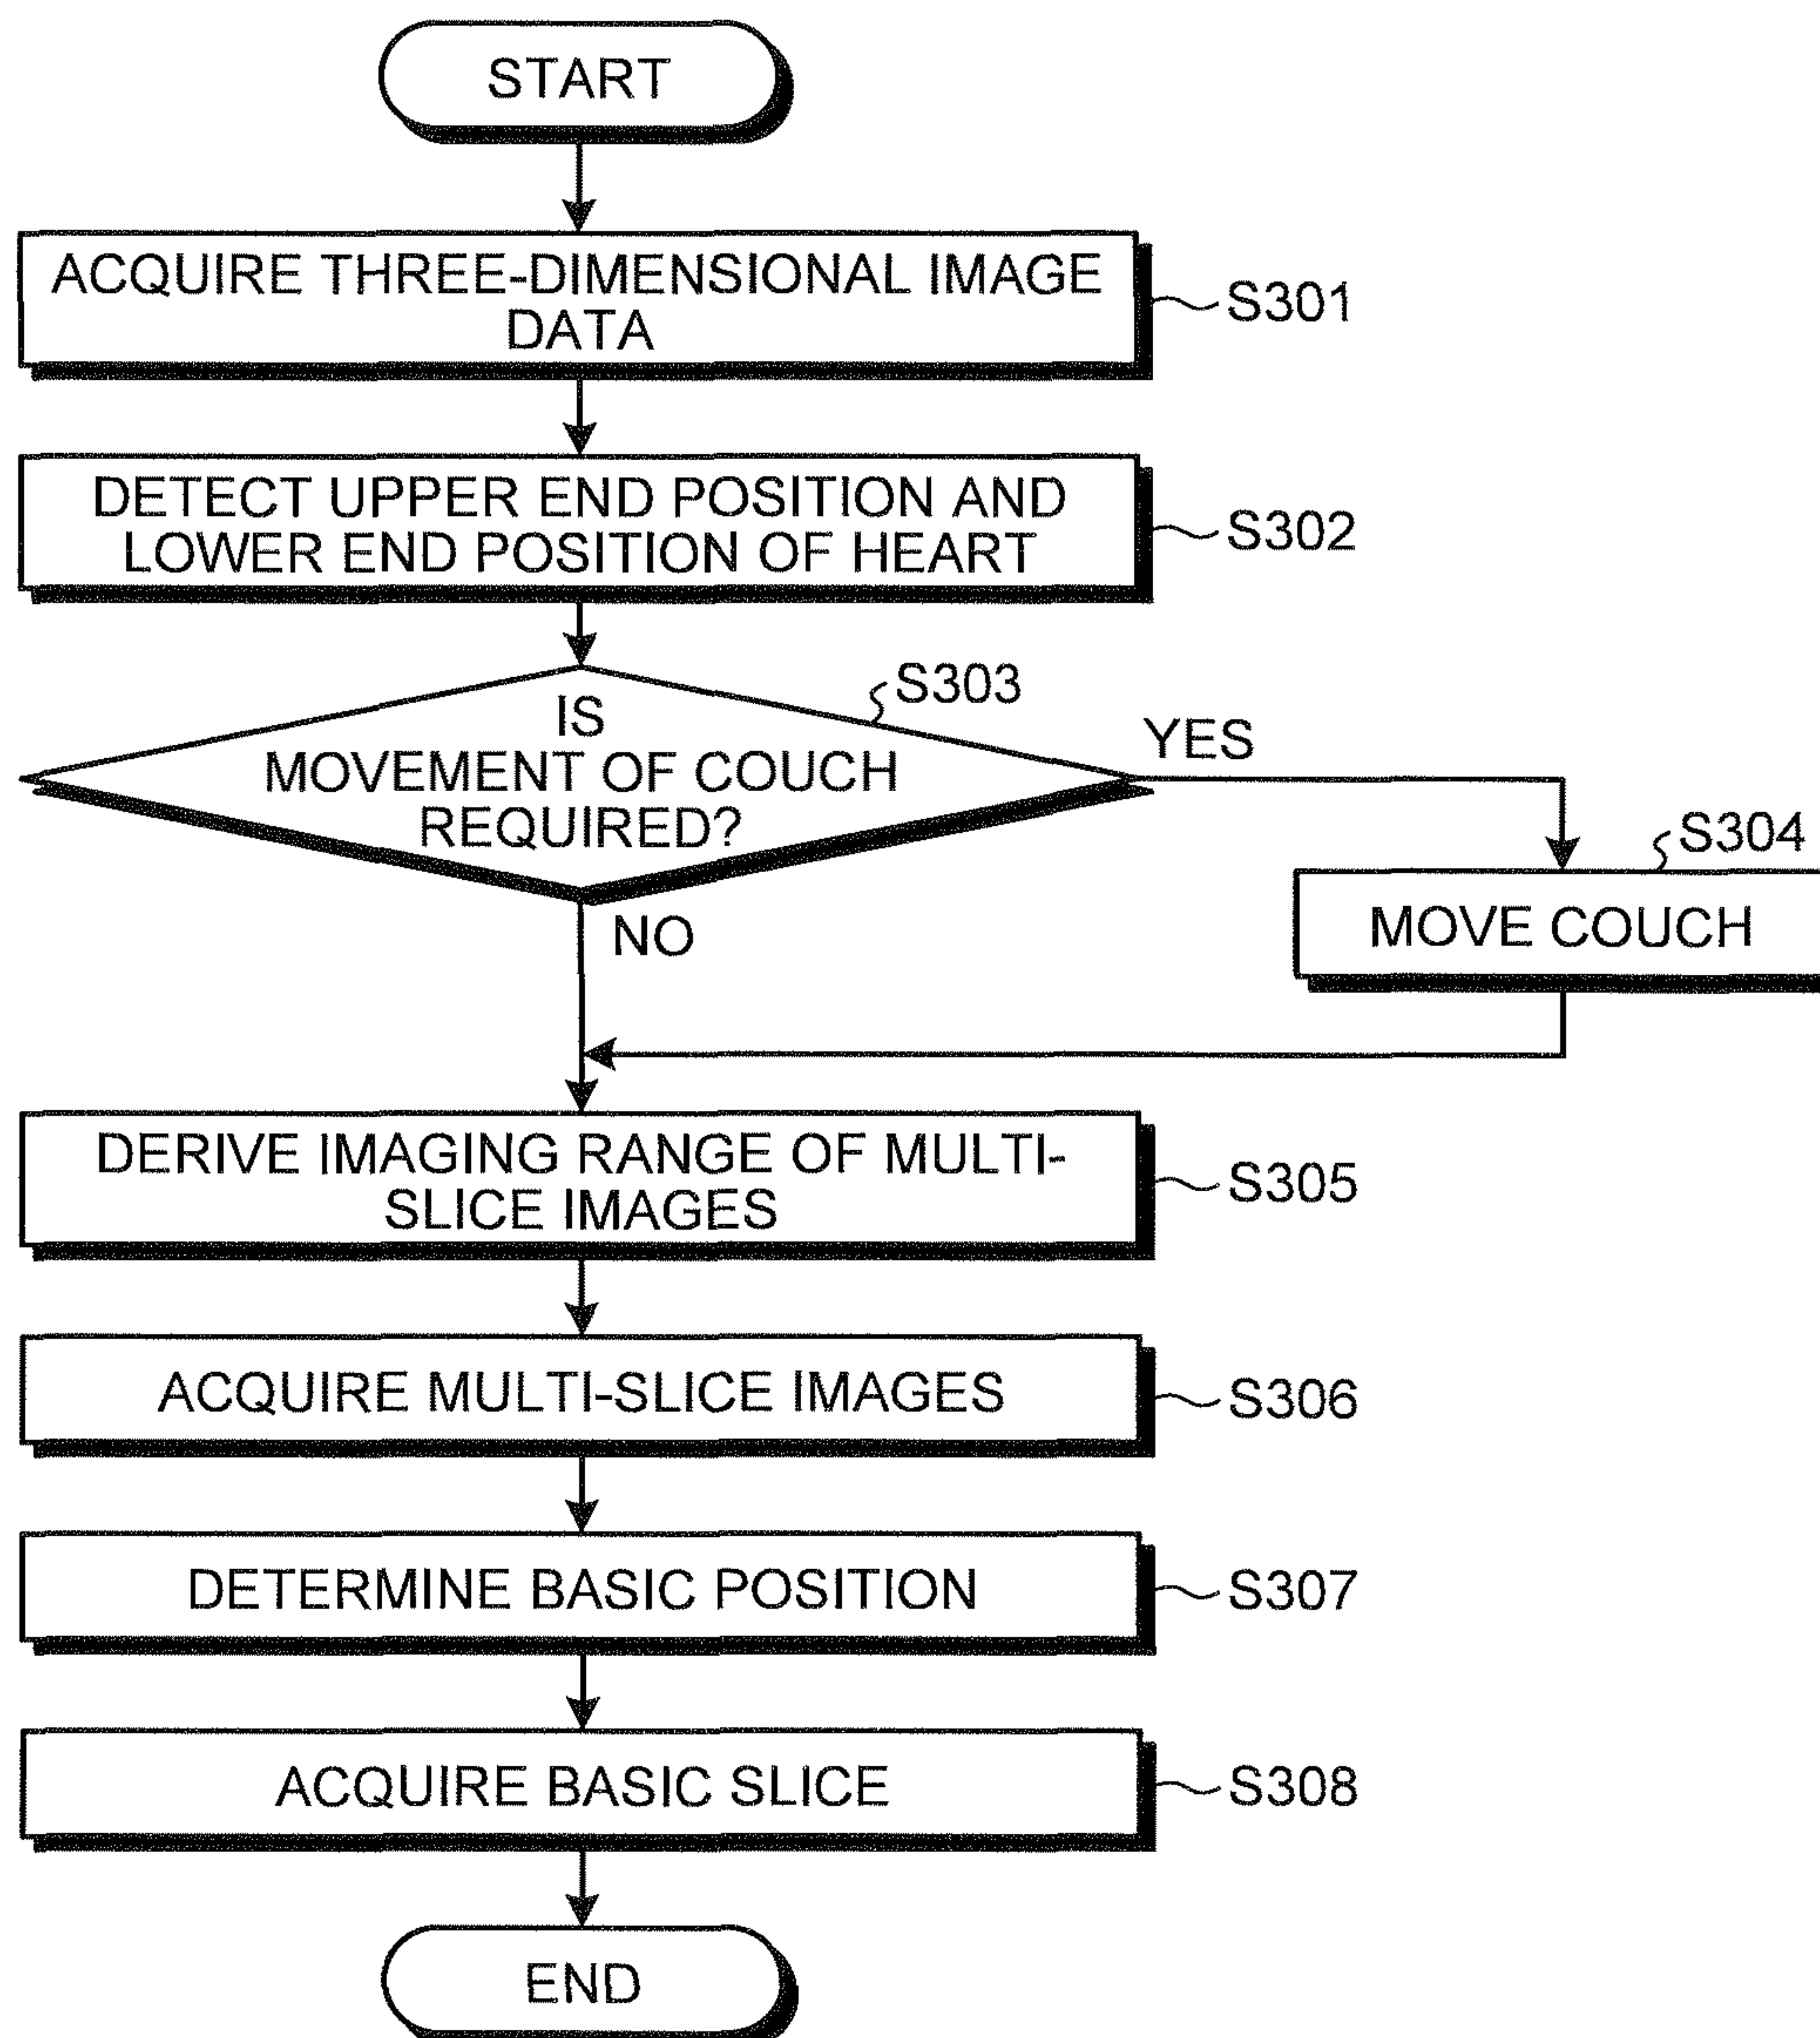 START
ACQUIRE THREE-DIMENSIONAL IMAGE
DATA
S301
DETECT UPPER END POSITION AND
LOWER END POSITION OF HEART
S302
S303
IS
MOVEMENT OF COUCH
REQUIRED?
YES
S304
MOVE COUCH
NO
DERIVE IMAGING RANGE OF MULTI-
SLICE IMAGES
S305
ACQUIRE MULTI-SLICE IMAGES
S306
DETERMINE BASIC POSITION
S307
ACQUIRE BASIC SLICE
S308
END